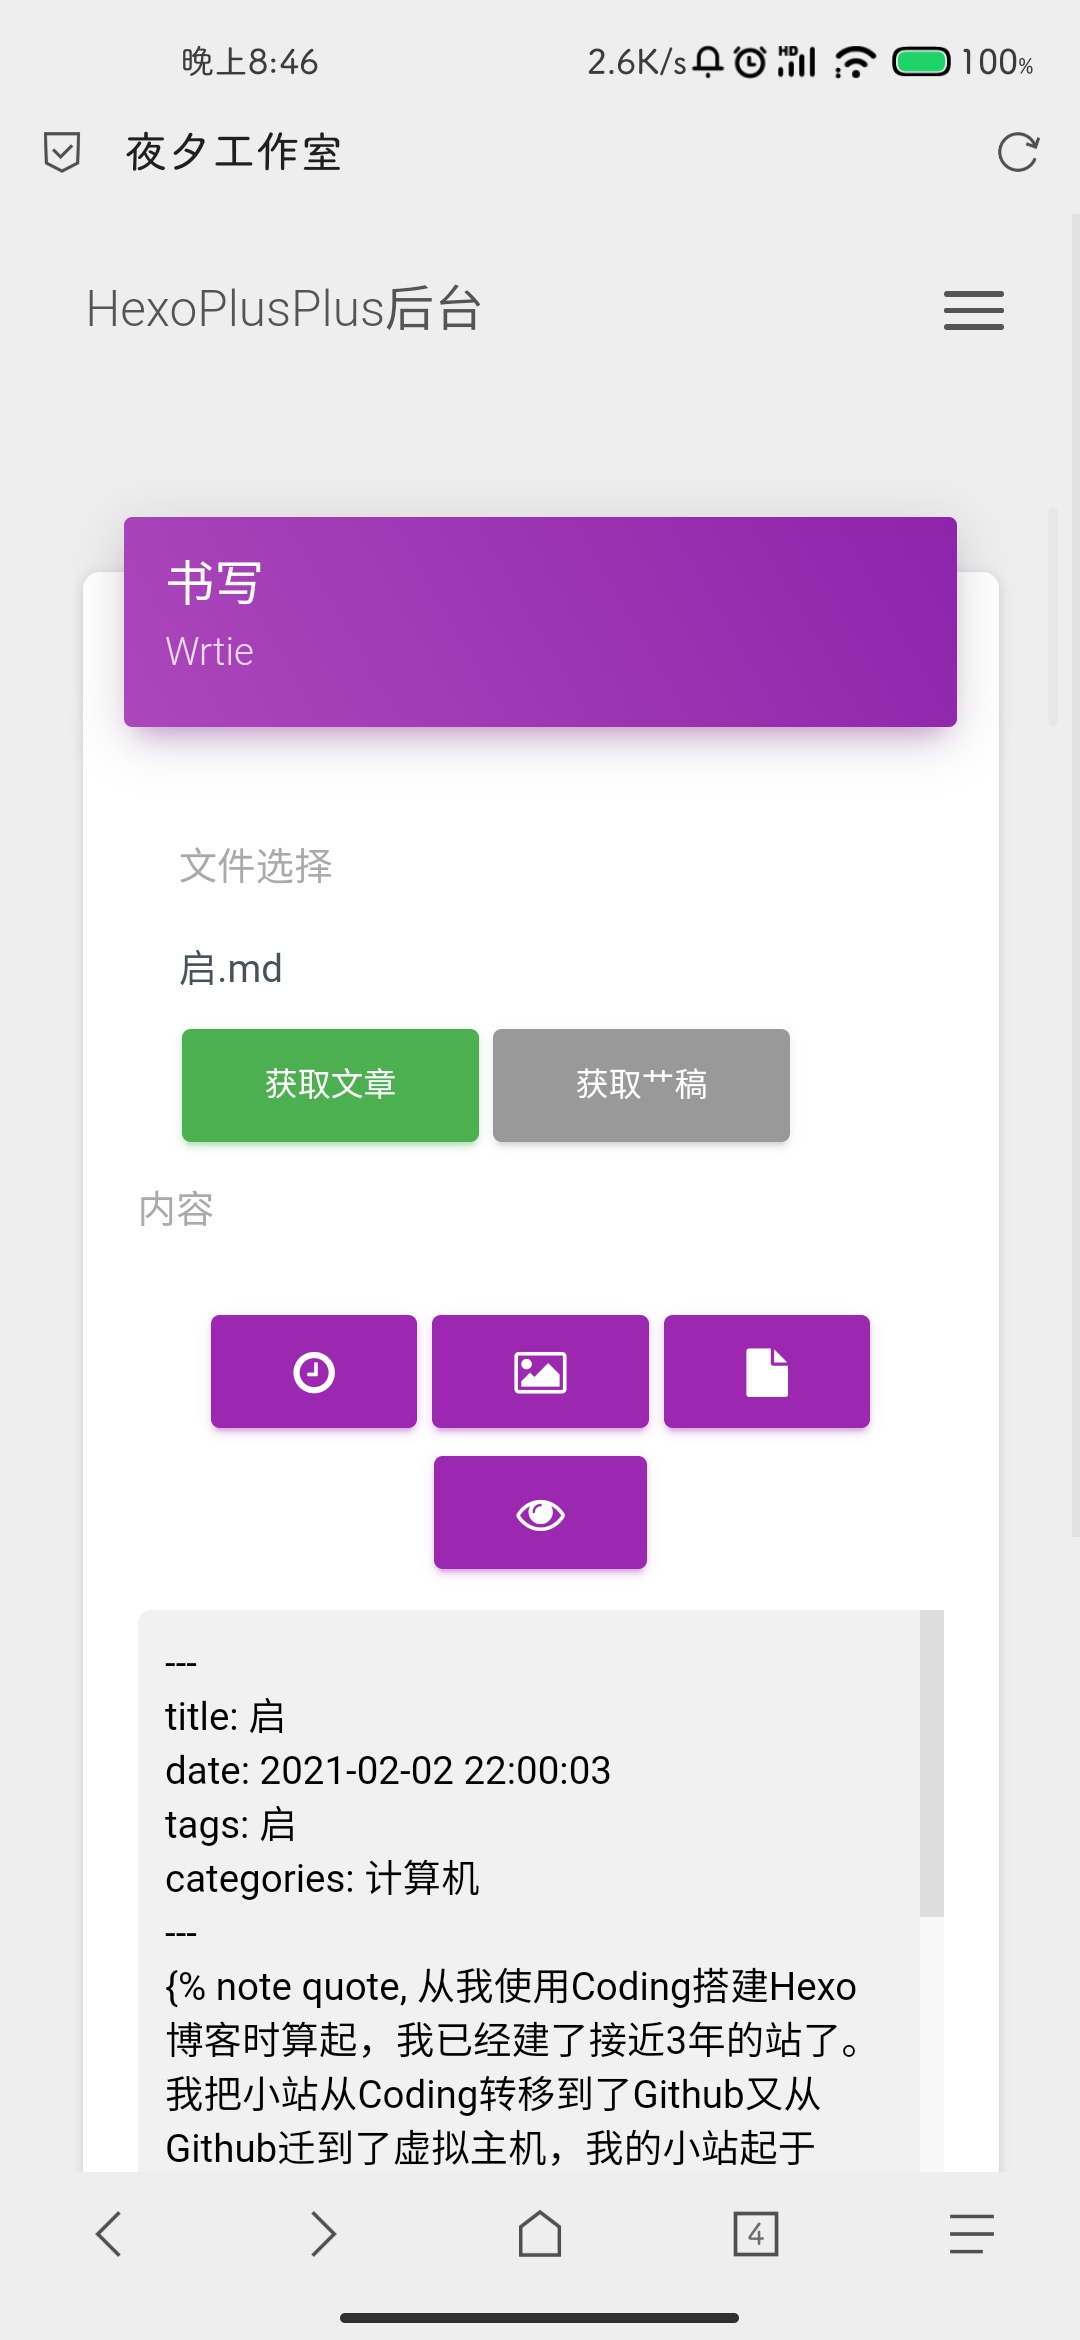 晚上8:46
2.6K/s HD 100%
夜夕工作室
HexoPlusPlus后台
书写
Wrtie
文件选择
启.md
获取文章 获取艹稿
内容
---
title: 启
date: 2021-02-02 22:00:03
tags: 启
categories: 计算机
---
{% note quote, 从我使用Coding搭建Hexo
博客时算起，我已经建了接近3年的站了。
我把小站从Coding转移到了Github又从
Github迁到了虚拟主机，我的小站起于
4